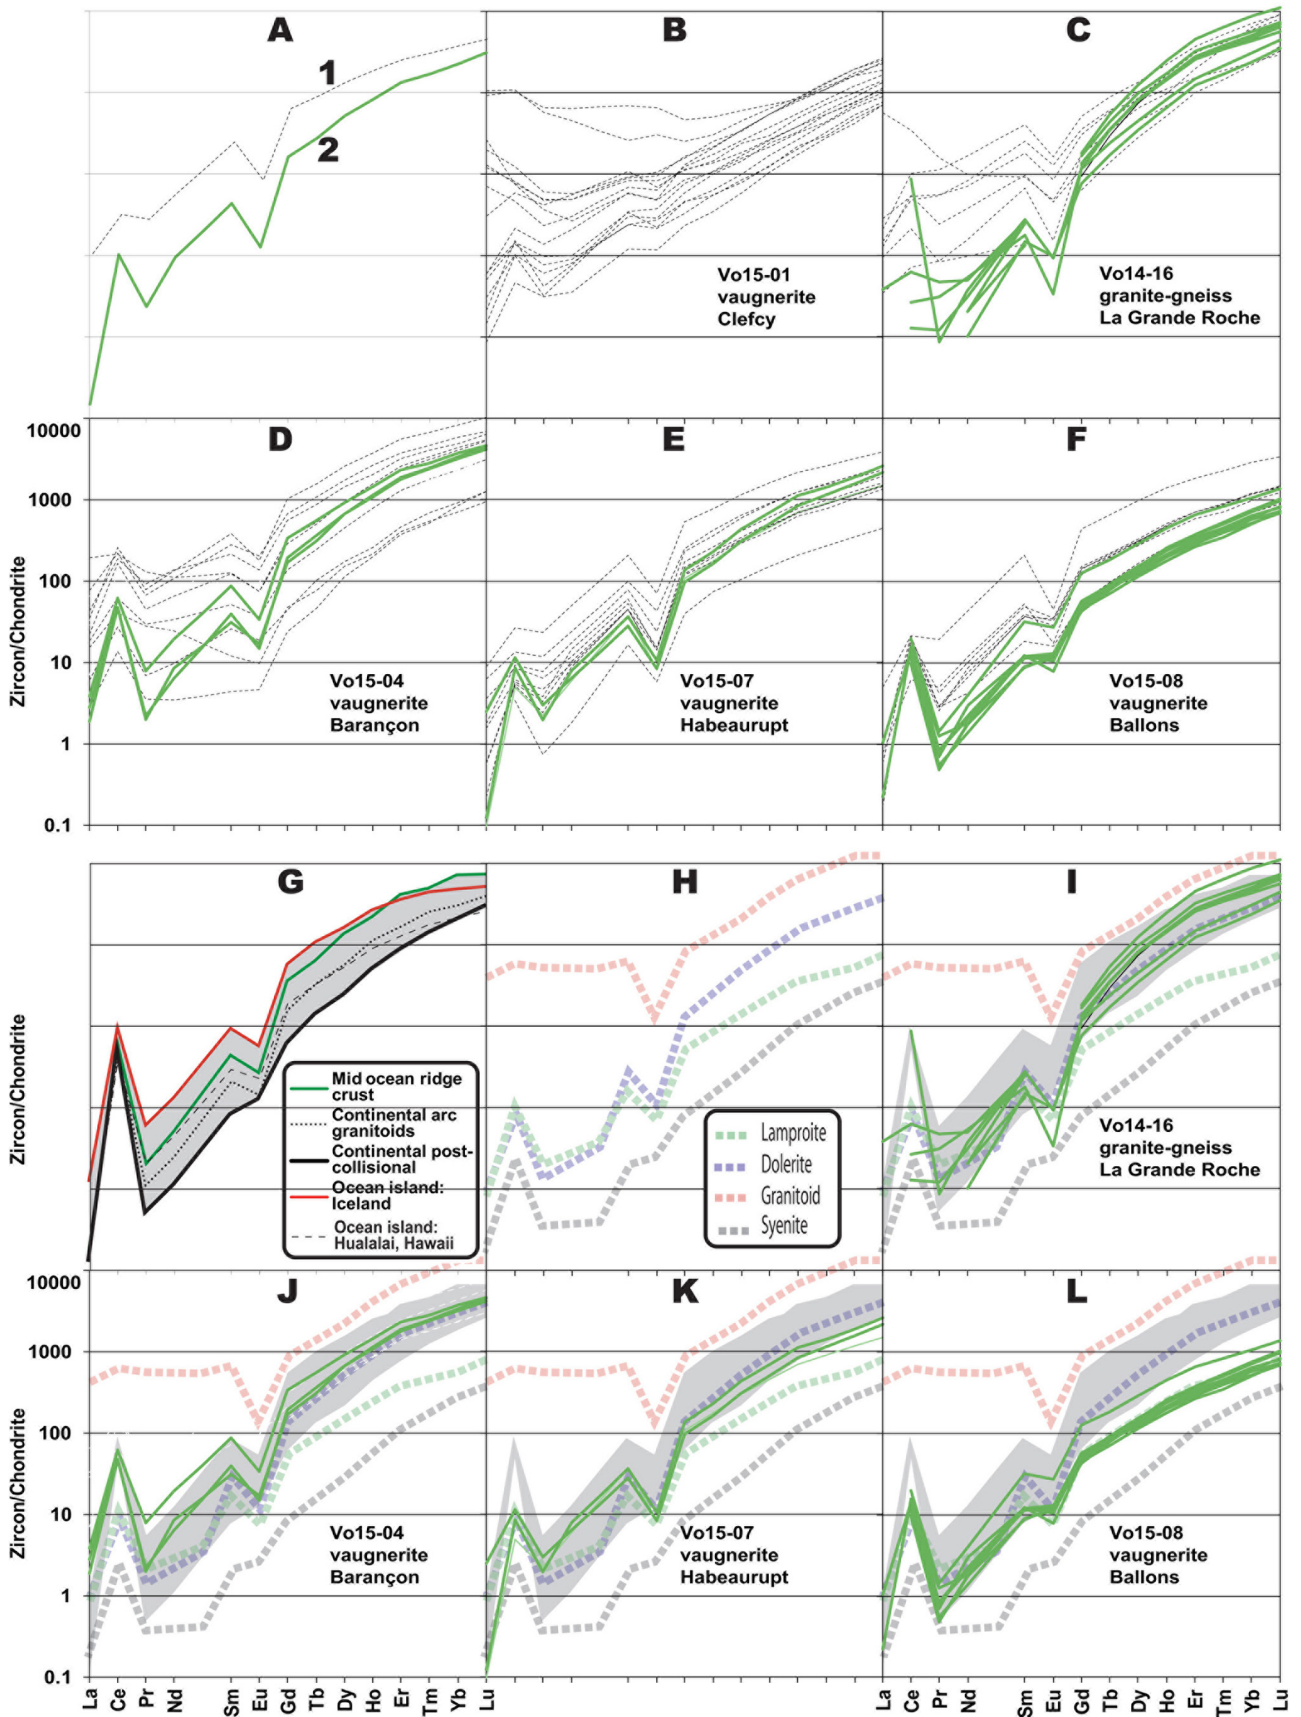 A
B
C
1
2
Vo15-01
vaugnerite
Clefcy
Vo14-16
granite-gneiss
La Grande Roche
D
E
F
10000
1000
100
10
1
0.1
Zircon/Chondrite
Vo15-04
vaugnerite
Barançon
Vo15-07
vaugnerite
Habeaurupt
Vo15-08
vaugnerite
Ballons
G
H
I
Zircon/Chondrite
Mid ocean ridge
crust
Continental arc
granitoids
Continental post-
collisional
Ocean island:
Iceland
Ocean island:
Hualalai, Hawaii
Lamproite
Dolerite
Granitoid
Syenite
Vo14-16
granite-gneiss
La Grande Roche
J
K
L
10000
1000
100
10
1
0.1
Zircon/Chondrite
Vo15-04
vaugnerite
Barançon
Vo15-07
vaugnerite
Habeaurupt
Vo15-08
vaugnerite
Ballons
La Ce Pr Nd Sm Eu Gd Tb Dy Ho Er Tm Yb Lu
La Ce Pr Nd Sm Eu Gd Tb Dy Ho Er Tm Yb Lu